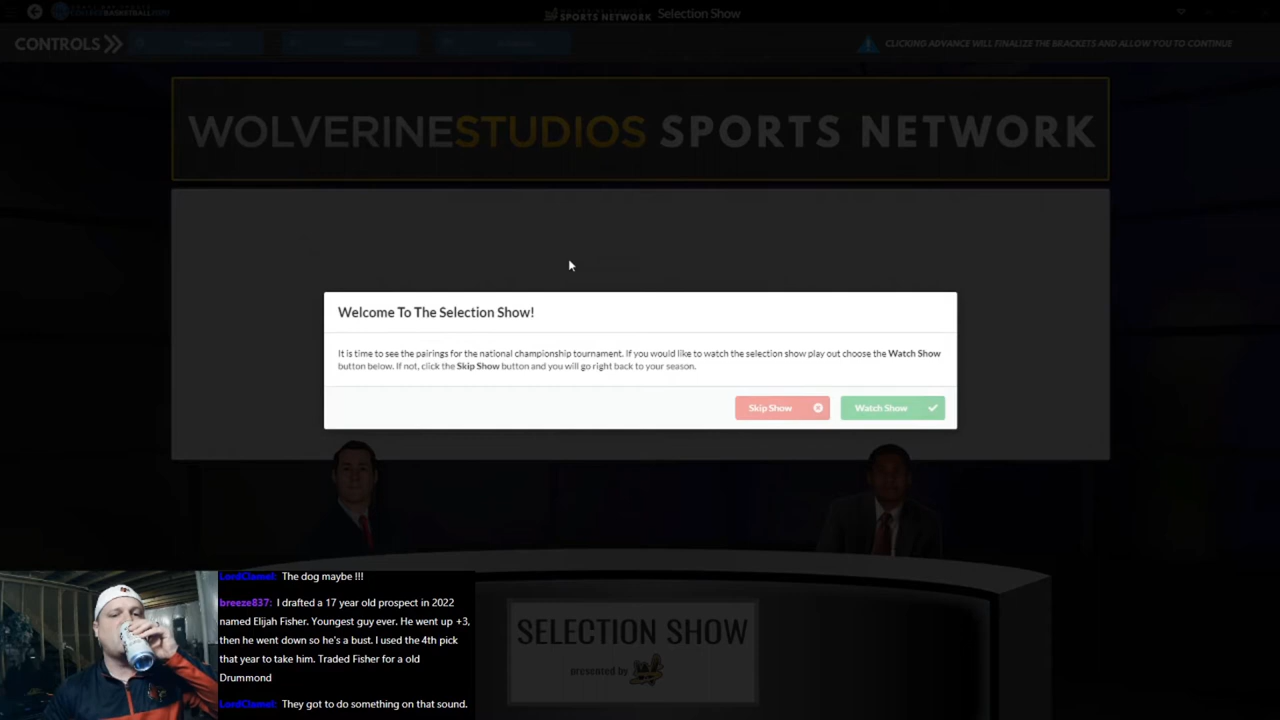 SPORTS NETWORK Selection Show
CONTROLS
CLICKING ADVANCE WILL FINALIZE THE BRACKETS AND ALLOW YOU TO CONTINUE
WOLVERINESTUDIOS SPORTS NETWORK
Welcome To The Selection Show!
It is time to see the pairings for the national championship tournament. If you would like to watch the selection show play out choose the Watch Show
button below. If not, click the Skip Show button and you will go right back to your season.
Skip Show
Watch Show
SELECTION SHOW
presented by
LordClamel: The dog maybe !!!
breeze837: I drafted a 17 year old prospect in 2022
named Elijah Fisher. Youngest guy ever. He went up +3,
then he went down so he's a bust. I used the 4th pick
that year to take him. Traded Fisher for a old
Drummond
LordClamel: They got to do something on that sound.